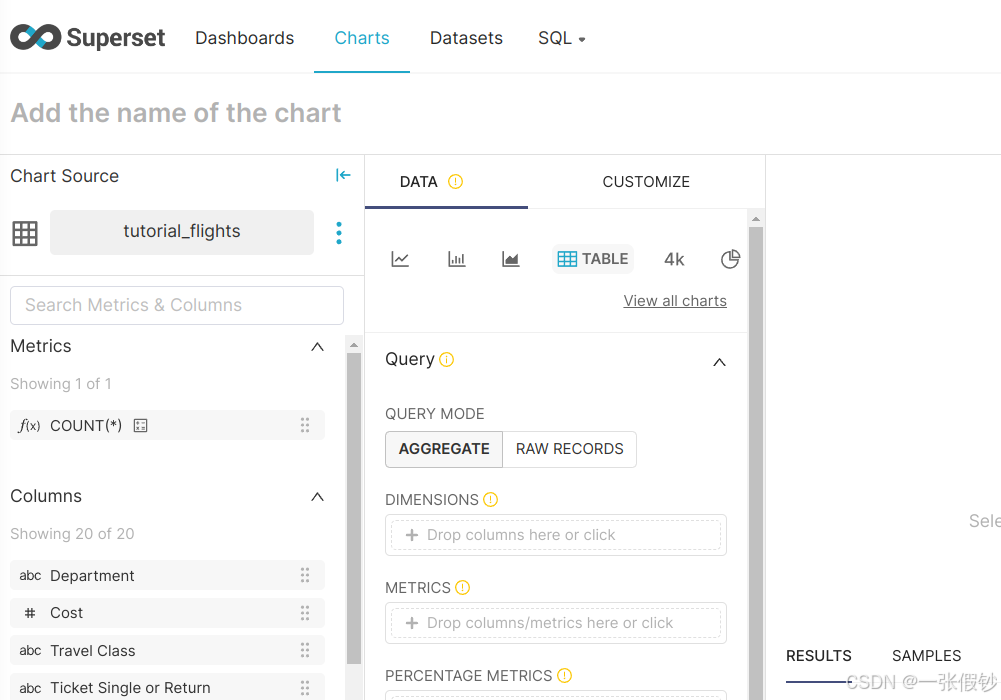 Superset Dashboards Charts Datasets SQL
Add the name of the chart
Chart Source
tutorial_flights
Search Metrics & Columns
Metrics
Showing 1 of 1
f(x) COUNT(*)
Columns
Showing 20 of 20
abc Department
# Cost
abc Travel Class
abc Ticket Single or Return
DATA CUSTOMIZE
TABLE 4k
View all charts
Query
QUERY MODE
AGGREGATE RAW RECORDS
DIMENSIONS
+ Drop columns here or click
METRICS
+ Drop columns/metrics here or click
PERCENTAGE METRICS
Sele
RESULTS SAMPLES
CSDN @一张假钞